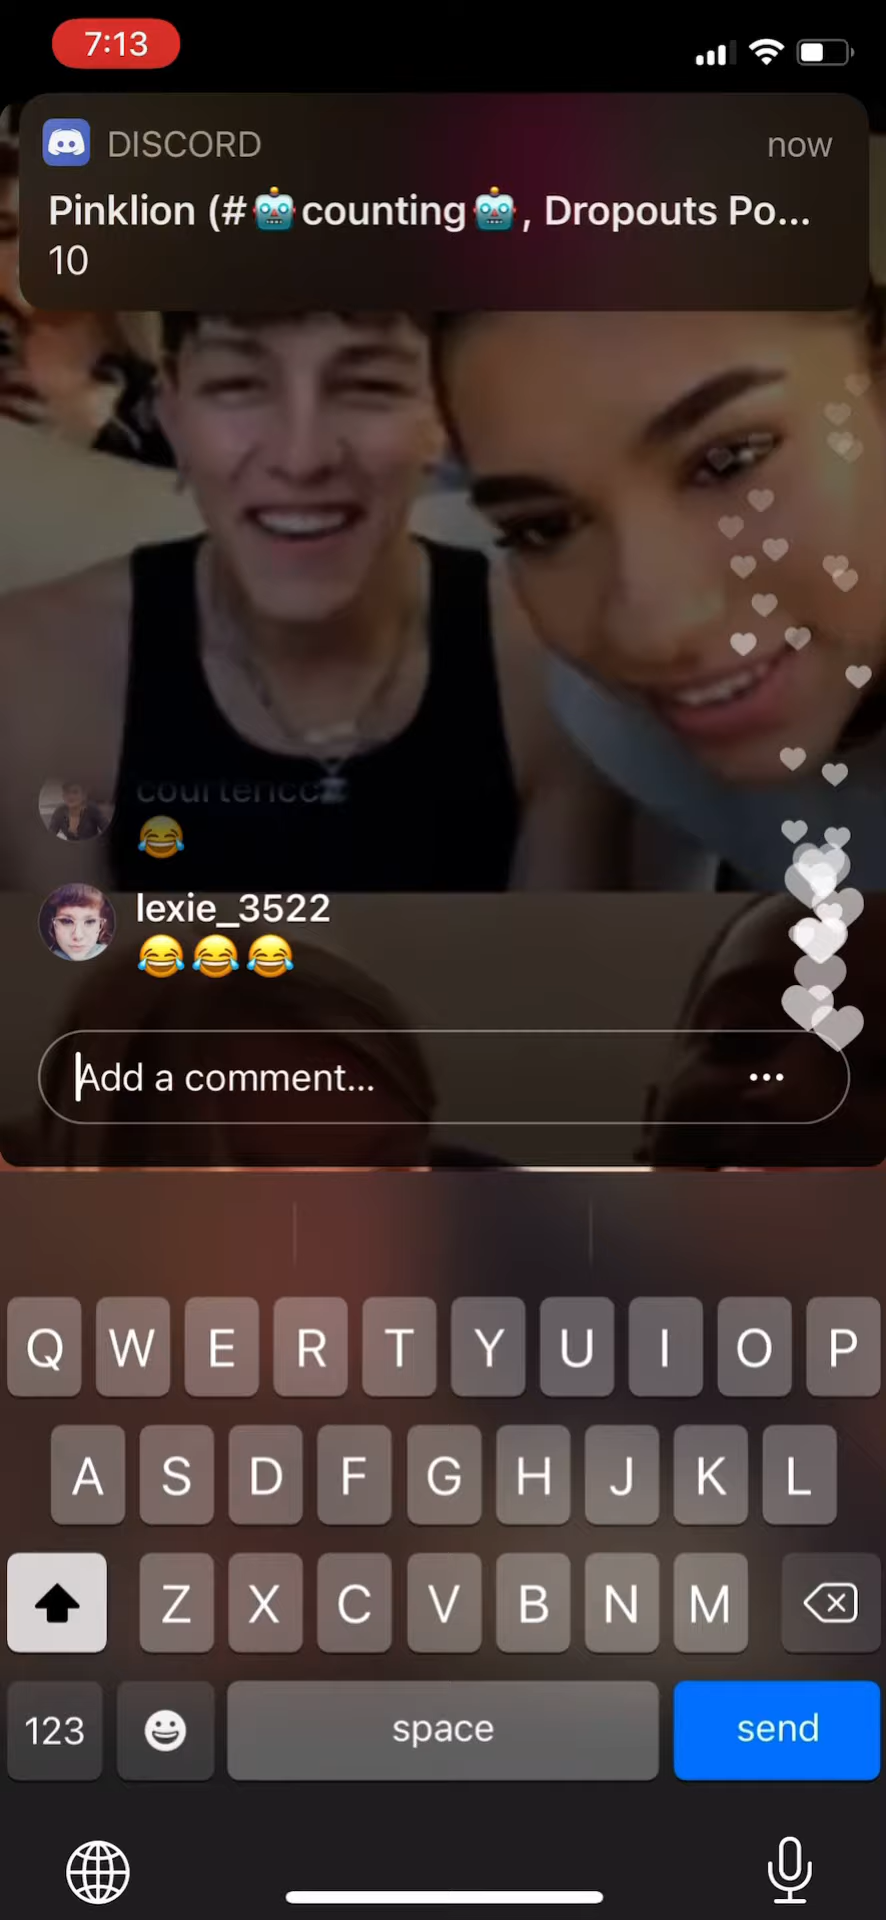 7:13
DISCORD
now
Pinklion (#🤖counting🤖, Dropouts Po...
10
😂
lexie_3522
😂😂😂
Add a comment...
Q W E R T Y U I O P
A S D F G H J K L
Z X C V B N M
123
space
send